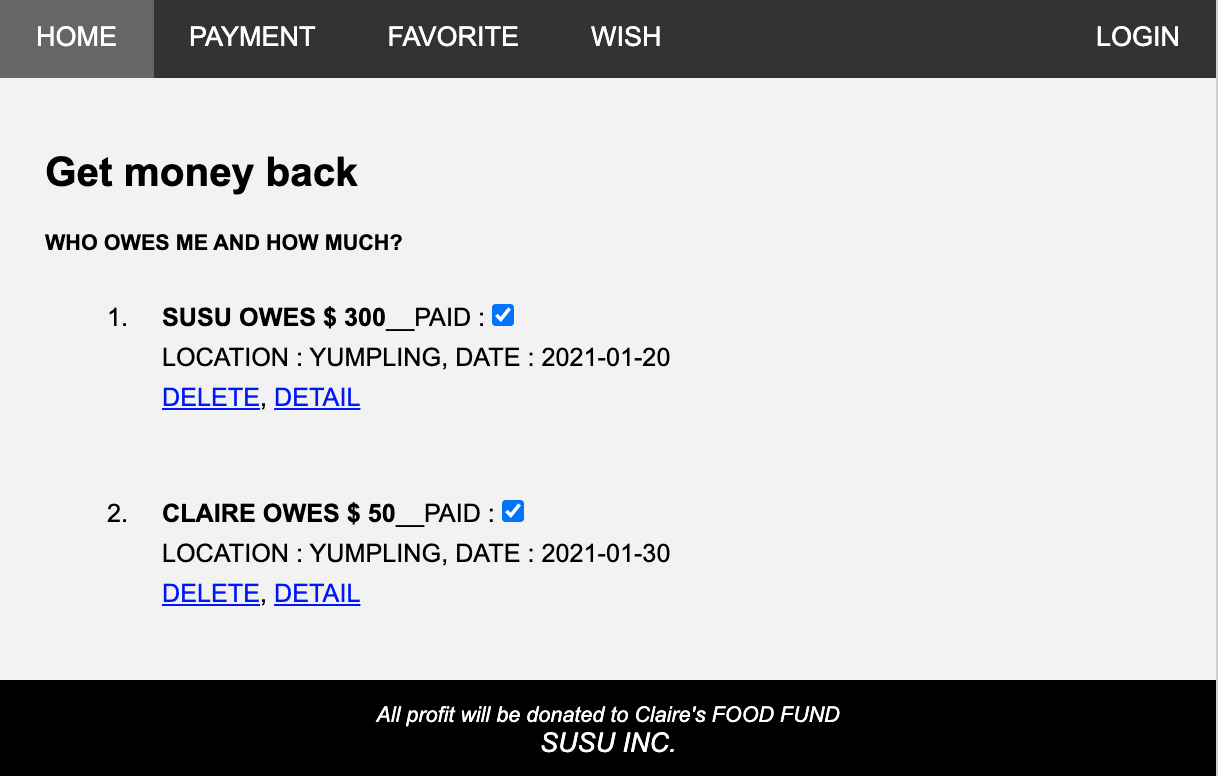 HOME PAYMENT FAVORITE WISH LOGIN
Get money back
WHO OWES ME AND HOW MUCH?
1. SUSU OWES $ 300__PAID :
LOCATION : YUMPLING, DATE : 2021-01-20
DELETE, DETAIL
2. CLAIRE OWES $ 50__PAID :
LOCATION : YUMPLING, DATE : 2021-01-30
DELETE, DETAIL
All profit will be donated to Claire's FOOD FUND
SUSU INC.